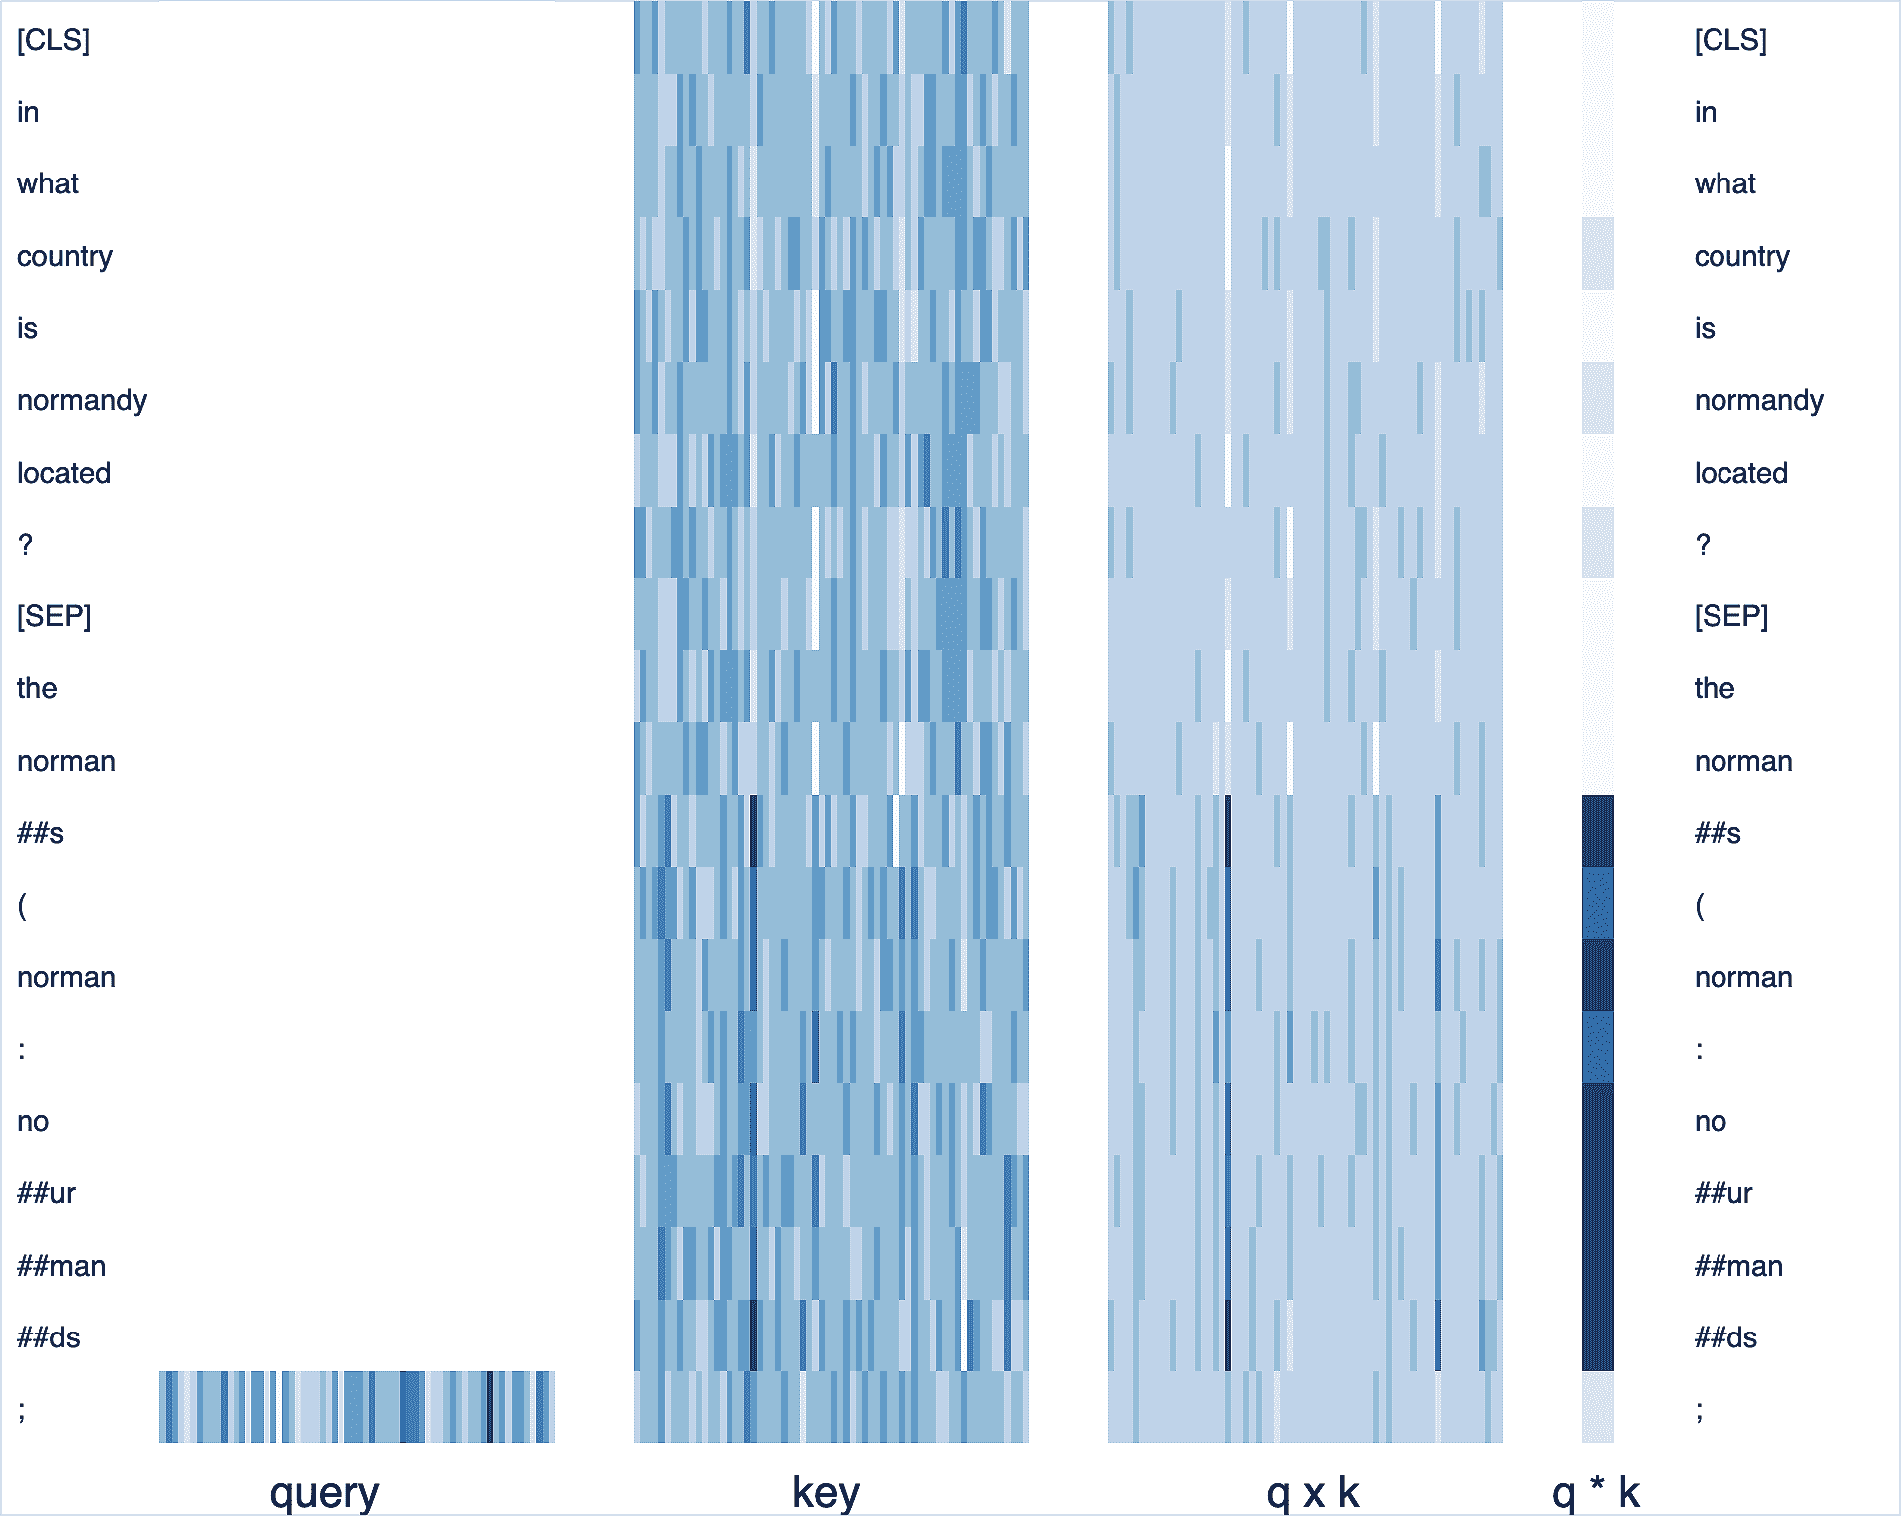 [CLS] [CLS]
in in
what what
country country
is is
normandy normandy
located located
? ?
[SEP] [SEP]
the the
norman norman
##s ##s
( (
norman norman
: :
no no
##ur ##ur
##man ##man
##ds ##ds
; ;
query key q x k q * k